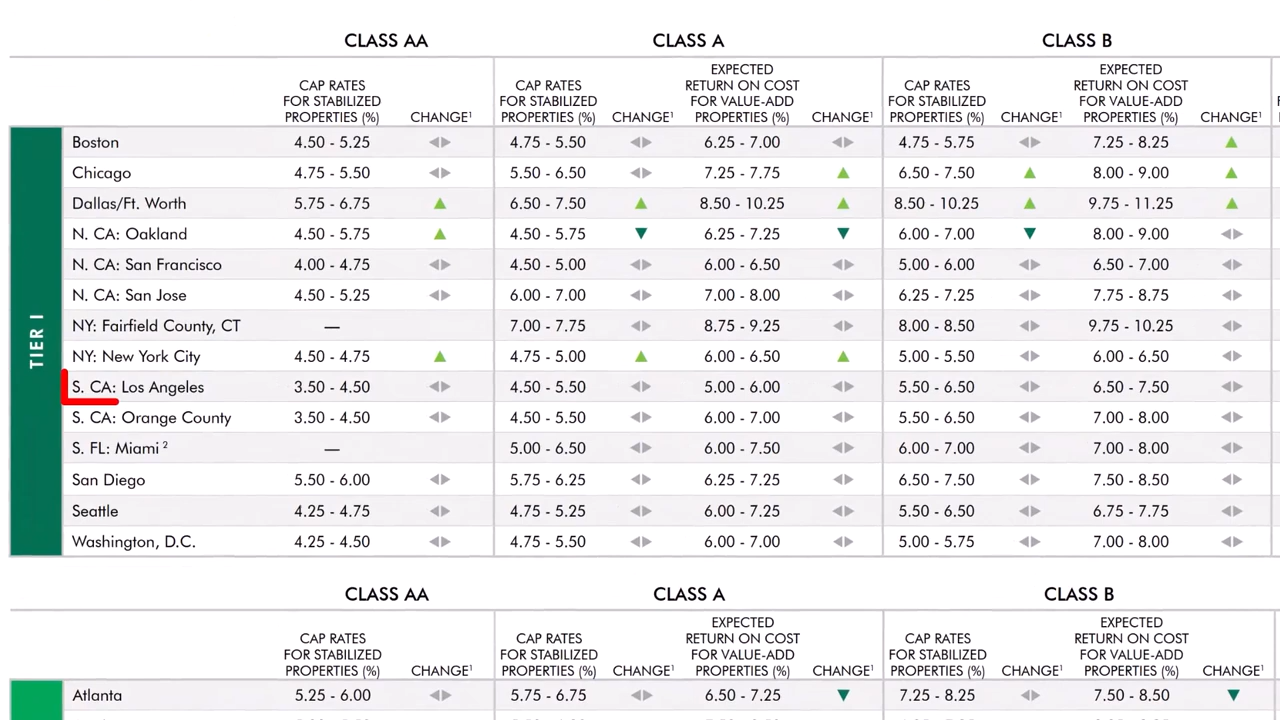 CLASS AA CLASS A CLASS B
CAP RATES FOR STABILIZED PROPERTIES (%) CHANGE¹ CAP RATES FOR STABILIZED PROPERTIES (%) CHANGE¹ EXPECTED RETURN ON COST FOR VALUE-ADD PROPERTIES (%) CHANGE¹ CAP RATES FOR STABILIZED PROPERTIES (%) CHANGE¹ EXPECTED RETURN ON COST FOR VALUE-ADD PROPERTIES (%) CHANGE¹
TIER I
Boston 4.50 - 5.25 ◀▶ 4.75 - 5.50 ◀▶ 6.25 - 7.00 ◀▶ 4.75 - 5.75 ◀▶ 7.25 - 8.25 ▲
Chicago 4.75 - 5.50 ◀▶ 5.50 - 6.50 ◀▶ 7.25 - 7.75 ▲ 6.50 - 7.50 ▲ 8.00 - 9.00 ▲
Dallas/Ft. Worth 5.75 - 6.75 ▲ 6.50 - 7.50 ▲ 8.50 - 10.25 ▲ 8.50 - 10.25 ▲ 9.75 - 11.25 ▲
N. CA: Oakland 4.50 - 5.75 ▲ 4.50 - 5.75 ▼ 6.25 - 7.25 ▼ 6.00 - 7.00 ▼ 8.00 - 9.00 ◀▶
N. CA: San Francisco 4.00 - 4.75 ◀▶ 4.50 - 5.00 ◀▶ 6.00 - 6.50 ◀▶ 5.00 - 6.00 ◀▶ 6.50 - 7.00 ◀▶
N. CA: San Jose 4.50 - 5.25 ◀▶ 6.00 - 7.00 ◀▶ 7.00 - 8.00 ◀▶ 6.25 - 7.25 ◀▶ 7.75 - 8.75 ◀▶
NY: Fairfield County, CT — 7.00 - 7.75 ◀▶ 8.75 - 9.25 ◀▶ 8.00 - 8.50 ◀▶ 9.75 - 10.25 ◀▶
NY: New York City 4.50 - 4.75 ▲ 4.75 - 5.00 ▲ 6.00 - 6.50 ▲ 5.00 - 5.50 ◀▶ 6.00 - 6.50 ◀▶
S. CA: Los Angeles 3.50 - 4.50 ◀▶ 4.50 - 5.50 ◀▶ 5.00 - 6.00 ◀▶ 5.50 - 6.50 ◀▶ 6.50 - 7.50 ◀▶
S. CA: Orange County 3.50 - 4.50 ◀▶ 4.50 - 5.50 ◀▶ 6.00 - 7.00 ◀▶ 5.50 - 6.50 ◀▶ 7.00 - 8.00 ◀▶
S. FL: Miami ² — 5.00 - 6.50 ◀▶ 6.00 - 7.50 ◀▶ 6.00 - 7.00 ◀▶ 7.00 - 8.00 ◀▶
San Diego 5.50 - 6.00 ◀▶ 5.75 - 6.25 ◀▶ 6.25 - 7.25 ◀▶ 6.50 - 7.50 ◀▶ 7.50 - 8.50 ◀▶
Seattle 4.25 - 4.75 ◀▶ 4.75 - 5.25 ◀▶ 6.00 - 7.25 ◀▶ 5.50 - 6.50 ◀▶ 6.75 - 7.75 ◀▶
Washington, D.C. 4.25 - 4.50 ◀▶ 4.75 - 5.50 ◀▶ 6.00 - 7.00 ◀▶ 5.00 - 5.75 ◀▶ 7.00 - 8.00 ◀▶
CLASS AA CLASS A CLASS B
CAP RATES FOR STABILIZED PROPERTIES (%) CHANGE¹ CAP RATES FOR STABILIZED PROPERTIES (%) CHANGE¹ EXPECTED RETURN ON COST FOR VALUE-ADD PROPERTIES (%) CHANGE¹ CAP RATES FOR STABILIZED PROPERTIES (%) CHANGE¹ EXPECTED RETURN ON COST FOR VALUE-ADD PROPERTIES (%) CHANGE¹
Atlanta 5.25 - 6.00 ◀▶ 5.75 - 6.75 ◀▶ 6.50 - 7.25 ▼ 7.25 - 8.25 ◀▶ 7.50 - 8.50 ▼